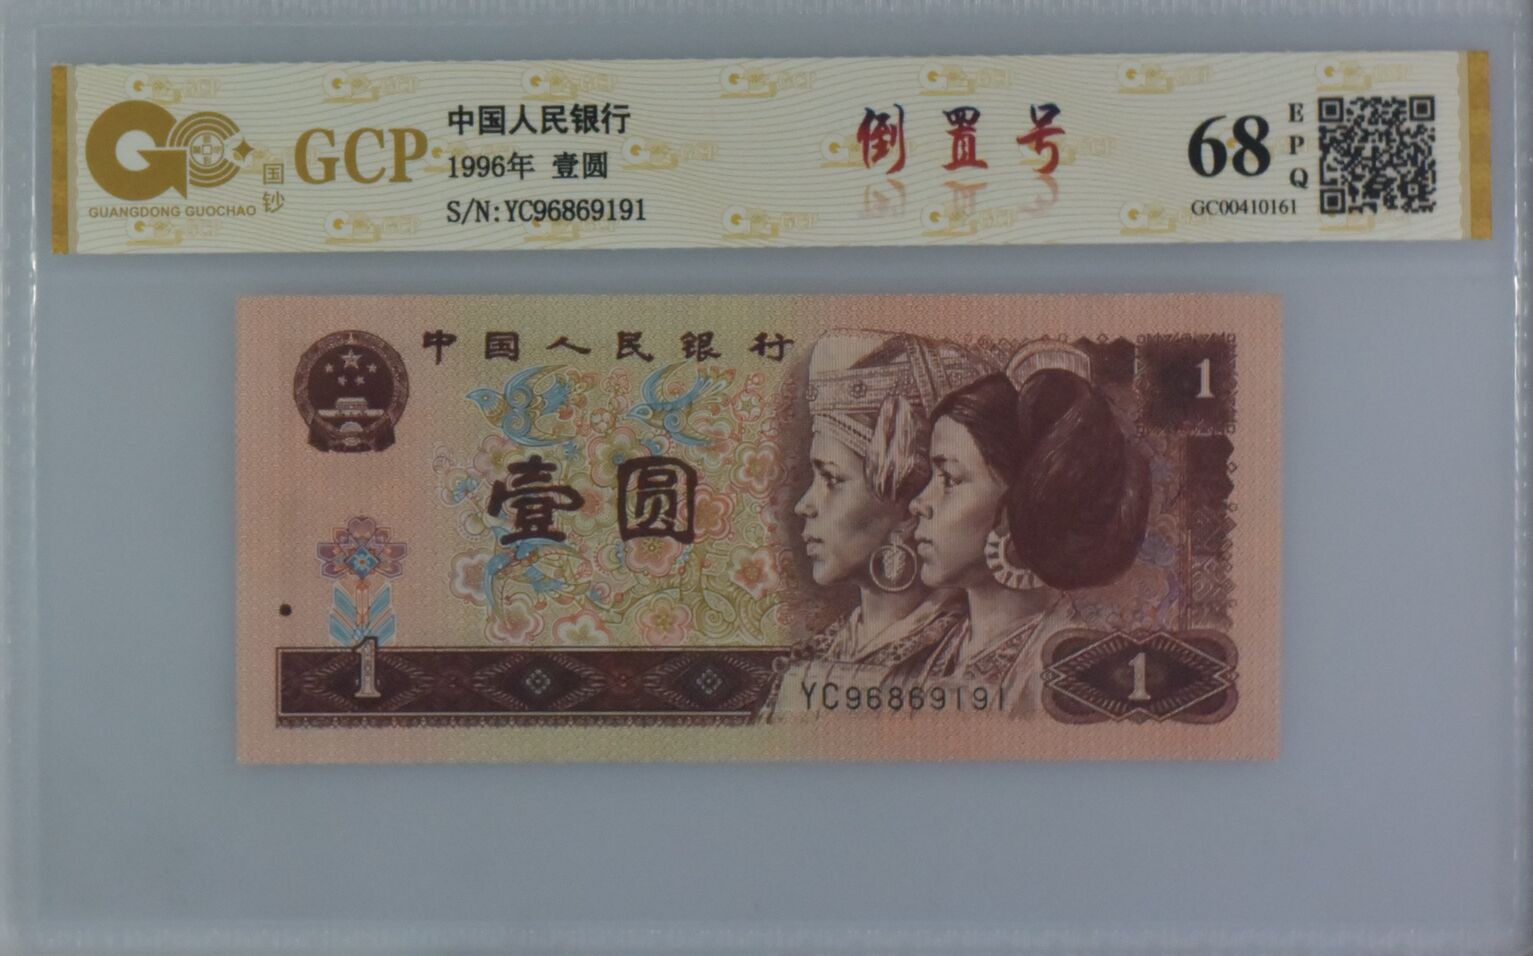 GUANGDONG GUOCHAO
国钞
GCP
中国人民银行
1996年 壹圆
S/N:YC96869191
倒置号
68
EPQ
GC00410161
中国人民银行
1
壹圆
1
YC96869191
1